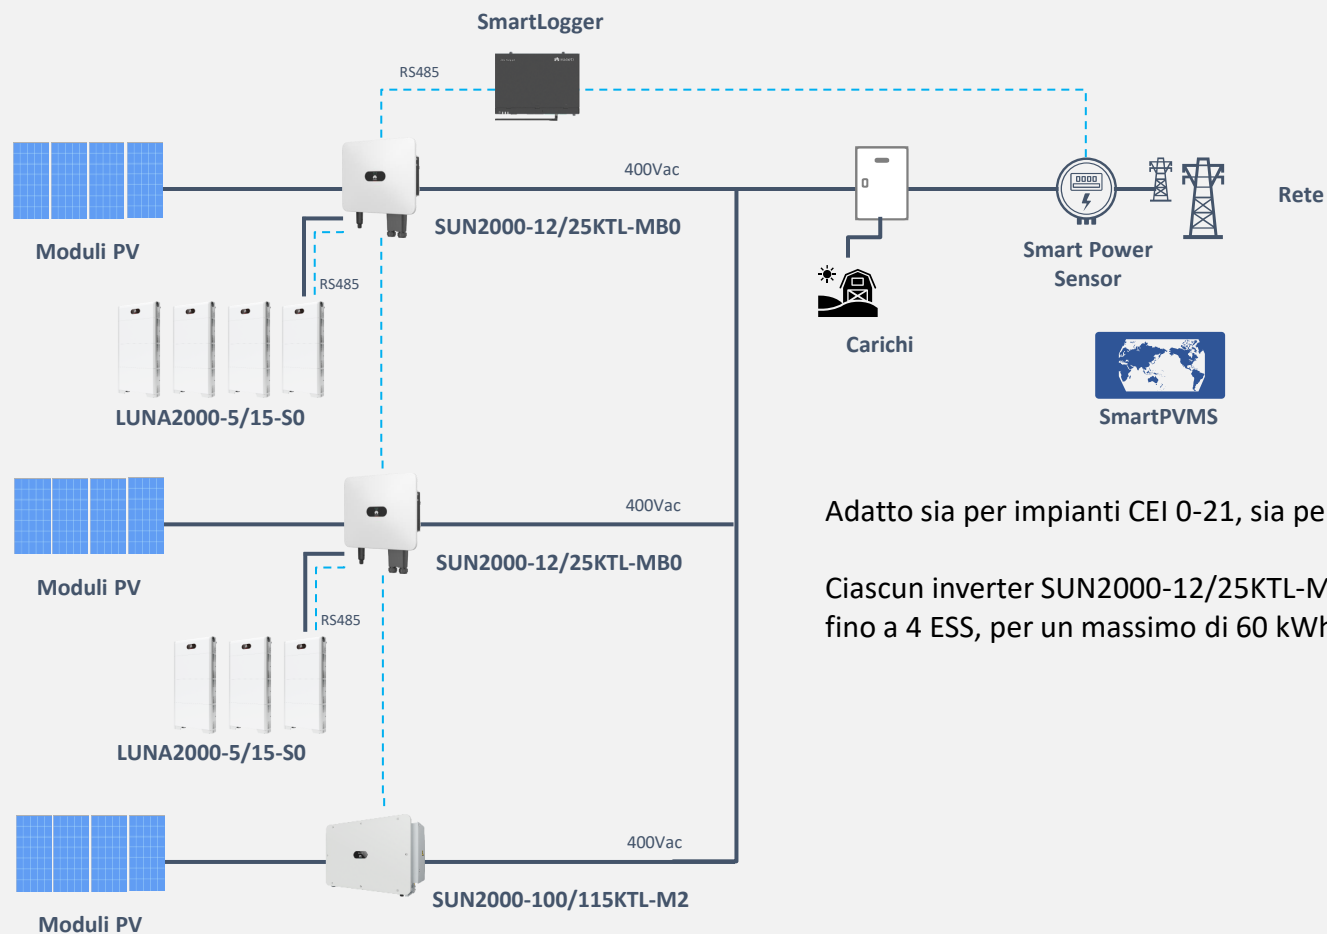 SmartLogger
RS485
400Vac
SUN2000-12/25KTL-MB0
Moduli PV
RS485
LUNA2000-5/15-S0
Rete
Smart Power
Sensor
Carichi
SmartPVMS
400Vac
SUN2000-12/25KTL-MB0
Moduli PV
RS485
LUNA2000-5/15-S0
Adatto sia per impianti CEI 0-21, sia pe
Ciascun inverter SUN2000-12/25KTL-M
fino a 4 ESS, per un massimo di 60 kWh
400Vac
SUN2000-100/115KTL-M2
Moduli PV